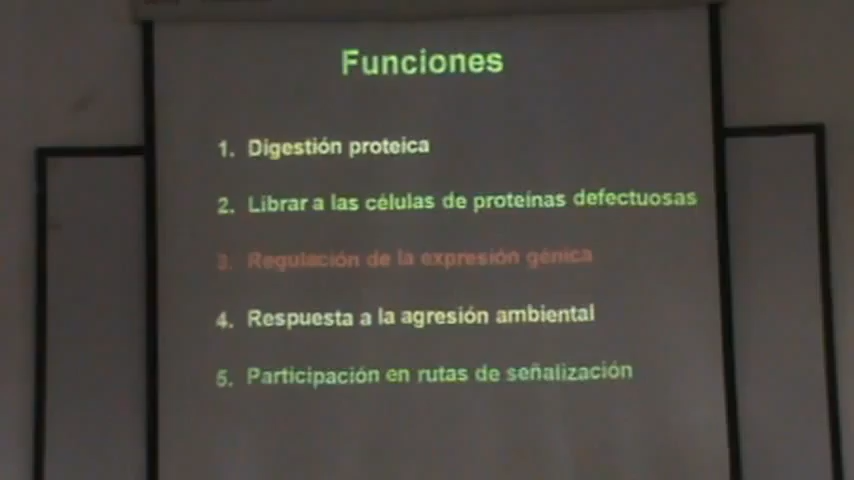 Funciones
1. Digestión proteica
2. Librar a las células de proteínas defectuosas
3. Regulación de la expresión génica
4. Respuesta a la agresión ambiental
5. Participación en rutas de señalización